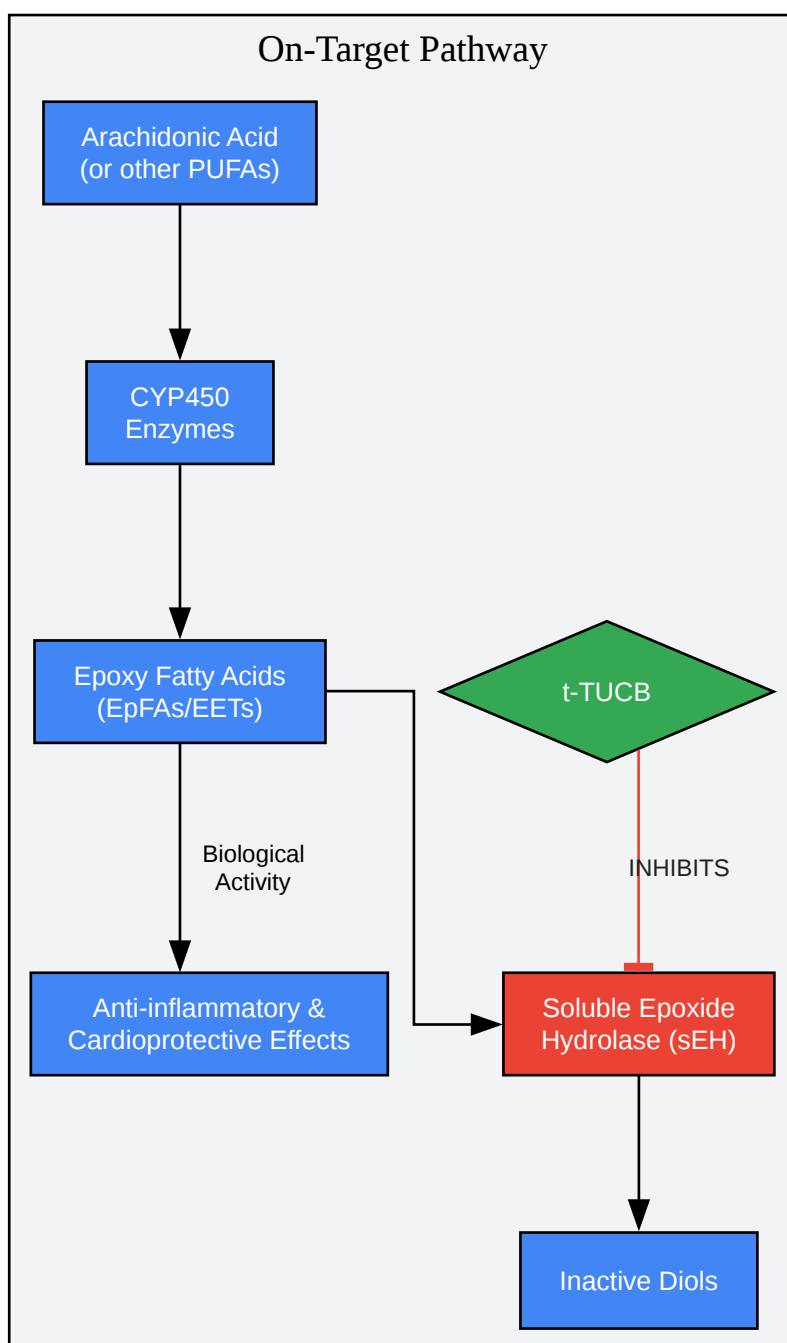 On-Target Pathway
Arachidonic Acid
(or other PUFAs)
CYP450
Enzymes
Epoxy Fatty Acids
(EpFAs/EETs)
t-TUCB
Biological
Activity
INHIBITS
Anti-inflammatory &
Cardioprotective Effects
Soluble Epoxide
Hydrolase (sEH)
Inactive Diols